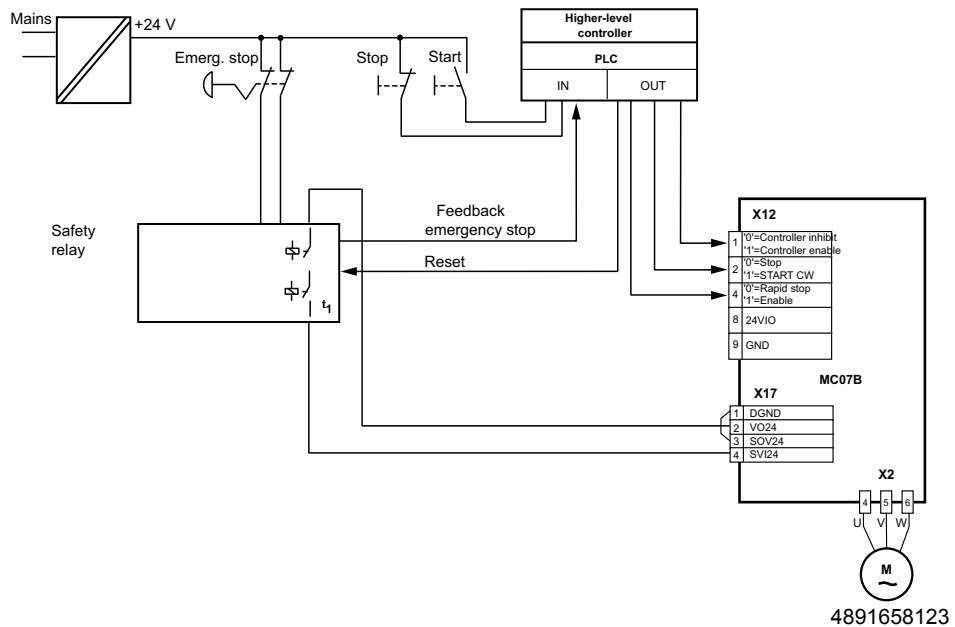 Mains
+24 V
Emerg. stop
Stop
Start
Higher-level
controller
PLC
IN
OUT
Safety
relay
t1
Feedback
emergency stop
Reset
X12
1
'0'=Controller inhibit
'1'=Controller enable
2
'0'=Stop
'1'=START CW
4
'0'=Rapid stop
'1'=Enable
8 24VIO
9 GND
MC07B
X17
1 DGND
2 VO24
3 SOV24
4 SVI24
X2
4 5 6
U V W
M
~
4891658123